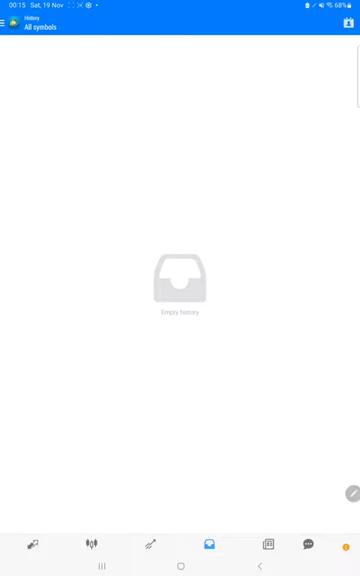 00:15 Sat, 19 Nov
68%
History
All symbols
Empty history